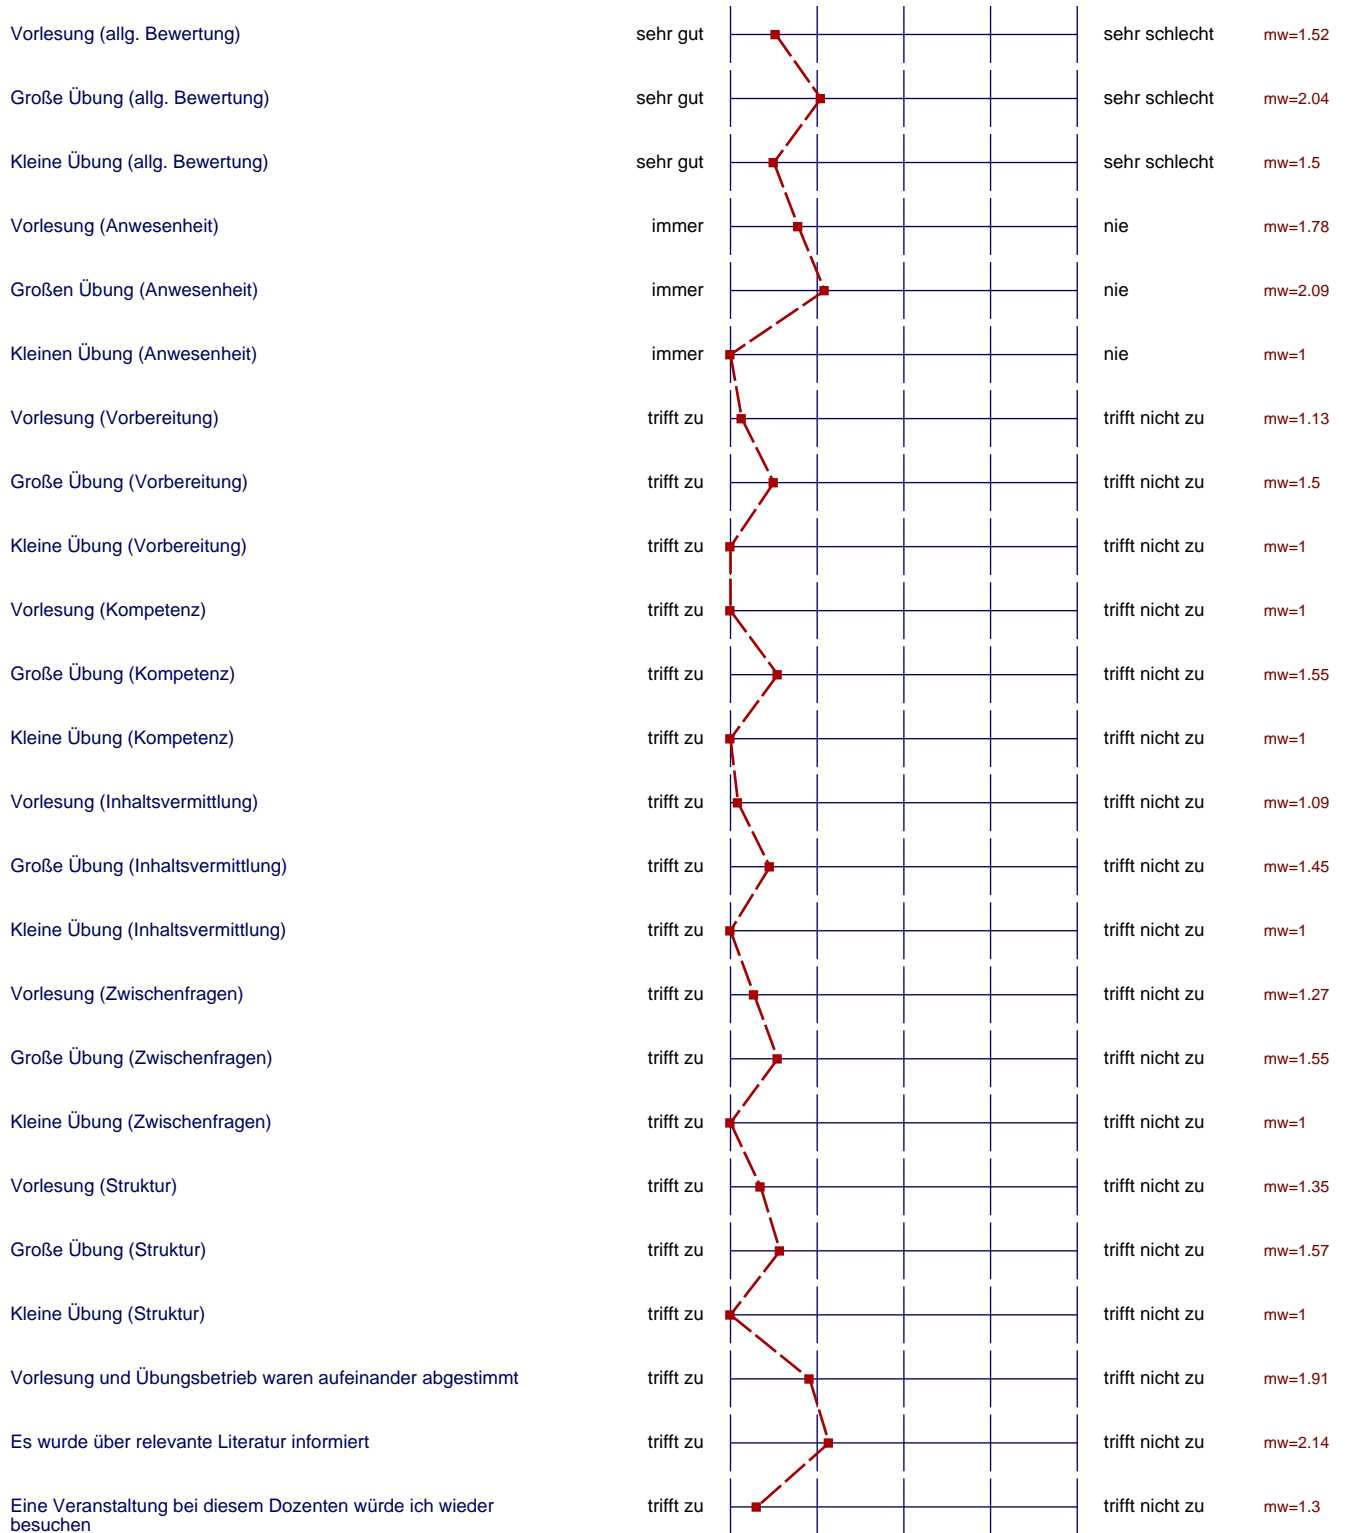 Vorlesung (allg. Bewertung) sehr gut sehr schlecht mw=1.52
Große Übung (allg. Bewertung) sehr gut sehr schlecht mw=2.04
Kleine Übung (allg. Bewertung) sehr gut sehr schlecht mw=1.5
Vorlesung (Anwesenheit) immer nie mw=1.78
Großen Übung (Anwesenheit) immer nie mw=2.09
Kleinen Übung (Anwesenheit) immer nie mw=1
Vorlesung (Vorbereitung) trifft zu trifft nicht zu mw=1.13
Große Übung (Vorbereitung) trifft zu trifft nicht zu mw=1.5
Kleine Übung (Vorbereitung) trifft zu trifft nicht zu mw=1
Vorlesung (Kompetenz) trifft zu trifft nicht zu mw=1
Große Übung (Kompetenz) trifft zu trifft nicht zu mw=1.55
Kleine Übung (Kompetenz) trifft zu trifft nicht zu mw=1
Vorlesung (Inhaltsvermittlung) trifft zu trifft nicht zu mw=1.09
Große Übung (Inhaltsvermittlung) trifft zu trifft nicht zu mw=1.45
Kleine Übung (Inhaltsvermittlung) trifft zu trifft nicht zu mw=1
Vorlesung (Zwischenfragen) trifft zu trifft nicht zu mw=1.27
Große Übung (Zwischenfragen) trifft zu trifft nicht zu mw=1.55
Kleine Übung (Zwischenfragen) trifft zu trifft nicht zu mw=1
Vorlesung (Struktur) trifft zu trifft nicht zu mw=1.35
Große Übung (Struktur) trifft zu trifft nicht zu mw=1.57
Kleine Übung (Struktur) trifft zu trifft nicht zu mw=1
Vorlesung und Übungsbetrieb waren aufeinander abgestimmt trifft zu trifft nicht zu mw=1.91
Es wurde über relevante Literatur informiert trifft zu trifft nicht zu mw=2.14
Eine Veranstaltung bei diesem Dozenten würde ich wieder trifft zu trifft nicht zu mw=1.3
besuchen